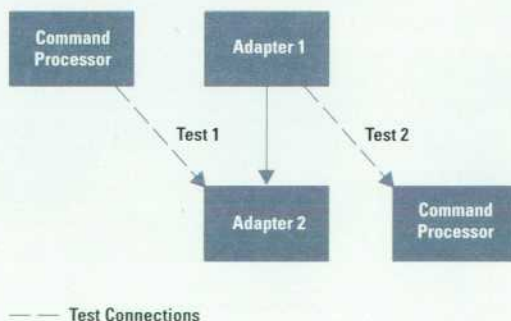 Command
Processor
Adapter 1
Test 1
Test 2
Adapter 2
Command
Processor
Test Connections